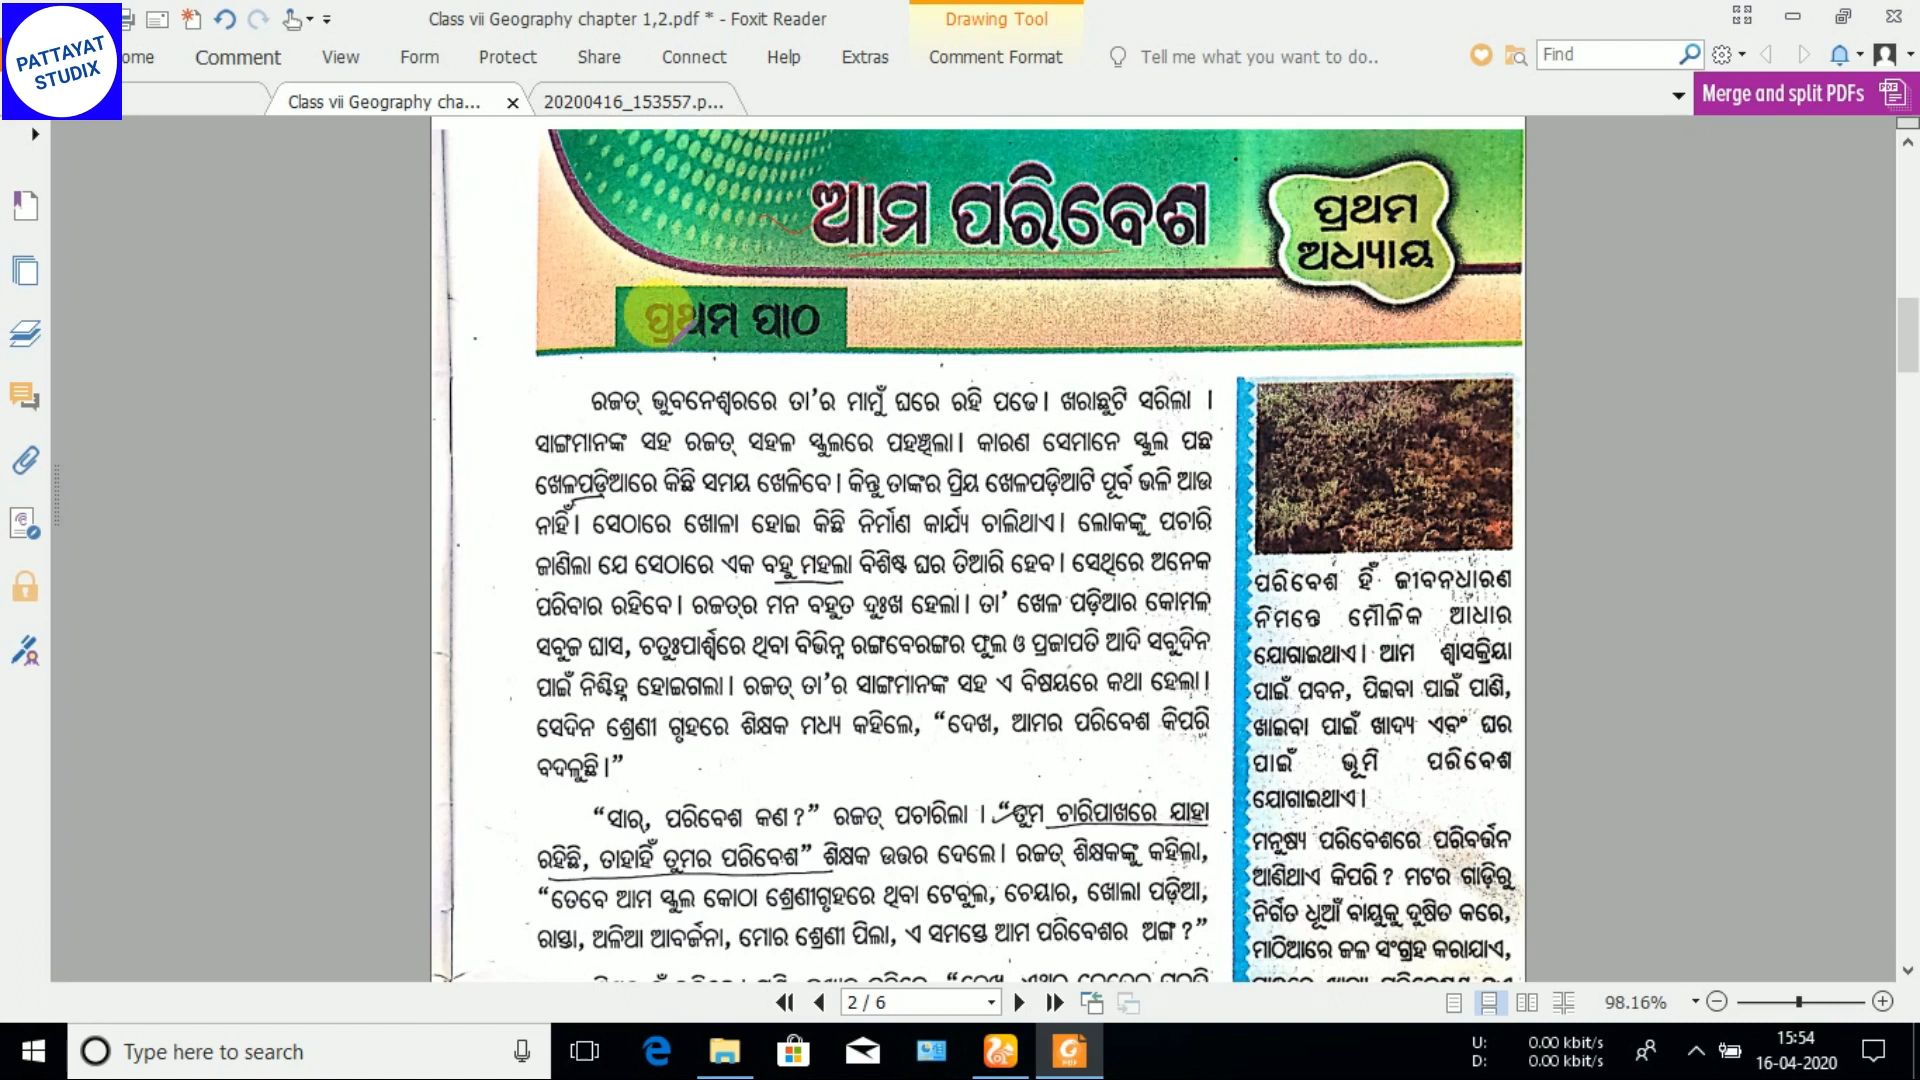 PATTAYAT
STUDIX
Class vii Geography chapter 1,2.pdf * - Foxit Reader
Drawing Tool
ome
Comment
View
Form
Protect
Share
Connect
Help
Extras
Comment Format
Tell me what you want to do..
Find
Class vii Geography cha...
20200416_153557.p...
Merge and split PDFs
ଆମ ପରିବେଶ
ପ୍ରଥମ
ଅଧ୍ୟାୟ
ପ୍ରଥମ ପାଠ
ରଜତ୍ ଭୁବନେଶ୍ୱରରେ ତା’ର ମାମୁଁ ଘରେ ରହି ପଢେ। ଖରାଛୁଟି ସରିଲା ।
ସାଙ୍ଗମାନଙ୍କ ସହ ରଜତ୍ ସହଳ ସ୍କୁଲରେ ପହଞ୍ଚିଲା। କାରଣ ସେମାନେ ସ୍କୁଲ ପଛ
ଖେଳପଡ଼ିଆରେ କିଛି ସମୟ ଖେଳିବେ। କିନ୍ତୁ ତାଙ୍କର ପ୍ରିୟ ଖେଳପଡ଼ିଆଟି ପୂର୍ବ ଭଳି ଆଉ
ନାହିଁ। ସେଠାରେ ଖୋଳା ହୋଇ କିଛି ନିର୍ମାଣ କାର୍ଯ୍ୟ ଚାଲିଥାଏ। ଲୋକଙ୍କୁ ପଚାରି
ଜାଣିଲା ଯେ ସେଠାରେ ଏକ ବହୁ ମହଲା ବିଶିଷ୍ଟ ଘର ତିଆରି ହେବ। ସେଥିରେ ଅନେକ
ପରିବାର ରହିବେ। ରଜତ୍‌ର ମନ ବହୁତ ଦୁଃଖ ହେଲା। ତା’ ଖେଳ ପଡ଼ିଆର କୋମଳ
ସବୁଜ ଘାସ, ଚତୁଃପାର୍ଶ୍ୱରେ ଥିବା ବିଭିନ୍ନ ରଙ୍ଗବେରଙ୍ଗର ଫୁଲ ଓ ପ୍ରଜାପତି ଆଦି ସବୁଦିନ
ପାଇଁ ନିଶ୍ଚିହ୍ନ ହୋଇଗଲା। ରଜତ୍ ତା’ର ସାଙ୍ଗମାନଙ୍କ ସହ ଏ ବିଷୟରେ କଥା ହେଲା।
ସେଦିନ ଶ୍ରେଣୀ ଗୃହରେ ଶିକ୍ଷକ ମଧ୍ୟ କହିଲେ, “ଦେଖ, ଆମର ପରିବେଶ କିପରି
ବଦଳୁଛି।”
“ସାର୍, ପରିବେଶ କଣ?” ରଜତ୍ ପଚାରିଲା । “ତୁମ ଚାରିପାଖରେ ଯାହା
ରହିଛି, ତାହାହିଁ ତୁମର ପରିବେଶ” ଶିକ୍ଷକ ଉତ୍ତର ଦେଲେ। ରଜତ୍ ଶିକ୍ଷକଙ୍କୁ କହିଲା,
“ତେବେ ଆମ ସ୍କୁଲ କୋଠା ଶ୍ରେଣୀଗୃହରେ ଥିବା ଟେବୁଲ, ଚେୟାର, ଖୋଲା ପଡ଼ିଆ,
ରାସ୍ତା, ଅଳିଆ ଆବର୍ଜନା, ମୋର ଶ୍ରେଣୀ ପିଲା, ଏ ସମସ୍ତେ ଆମ ପରିବେଶର ଅଙ୍ଗ?”
ପରିବେଶ ହିଁ ଜୀବନଧାରଣ
ନିମନ୍ତେ ମୌଳିକ ଆଧାର
ଯୋଗାଇଥାଏ। ଆମ ଶ୍ୱାସକ୍ରିୟା
ପାଇଁ ପବନ, ପିଇବା ପାଇଁ ପାଣି,
ଖାଇବା ପାଇଁ ଖାଦ୍ୟ ଏବଂ ଘର
ପାଇଁ ଭୂମି ପରିବେଶ
ଯୋଗାଇଥାଏ।
ମନୁଷ୍ୟ ପରିବେଶରେ ପରିବର୍ତ୍ତନ
ଆଣିଥାଏ କିପରି? ମଟର ଗାଡ଼ିରୁ
ନିର୍ଗତ ଧୂଆଁ ବାୟୁକୁ ଦୁଷିତ କରେ,
ମାଠିଆରେ ଜଳ ସଂଗ୍ରହ କରାଯାଏ,
2 / 6
98.16%
Type here to search
U: 0.00 kbit/s
D: 0.00 kbit/s
15:54
16-04-2020